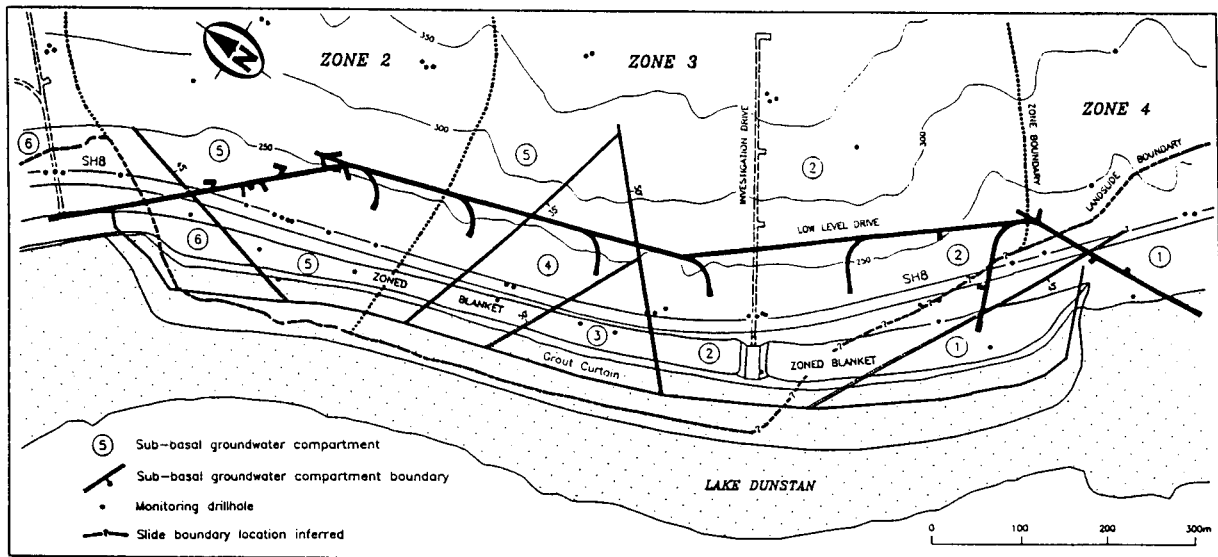 350
N
ZONE 2
ZONE 3
ZONE 4
300
300
ZONE BOUNDARY
INVESTIGATION DRIVE
6
SH8
5
250
5
2
LANDSLIDE BOUNDARY
55
50
LOW LEVEL DRIVE
250
6
5
4
SH8
2
1
ZONED BLANKET
3
2
ZONED BLANKET
1
Grout Curtain
LAKE DUNSTAN
5 Sub-basal groundwater compartment
Sub-basal groundwater compartment boundary
Monitoring drillhole
? Slide boundary location inferred
0 100 200 300m